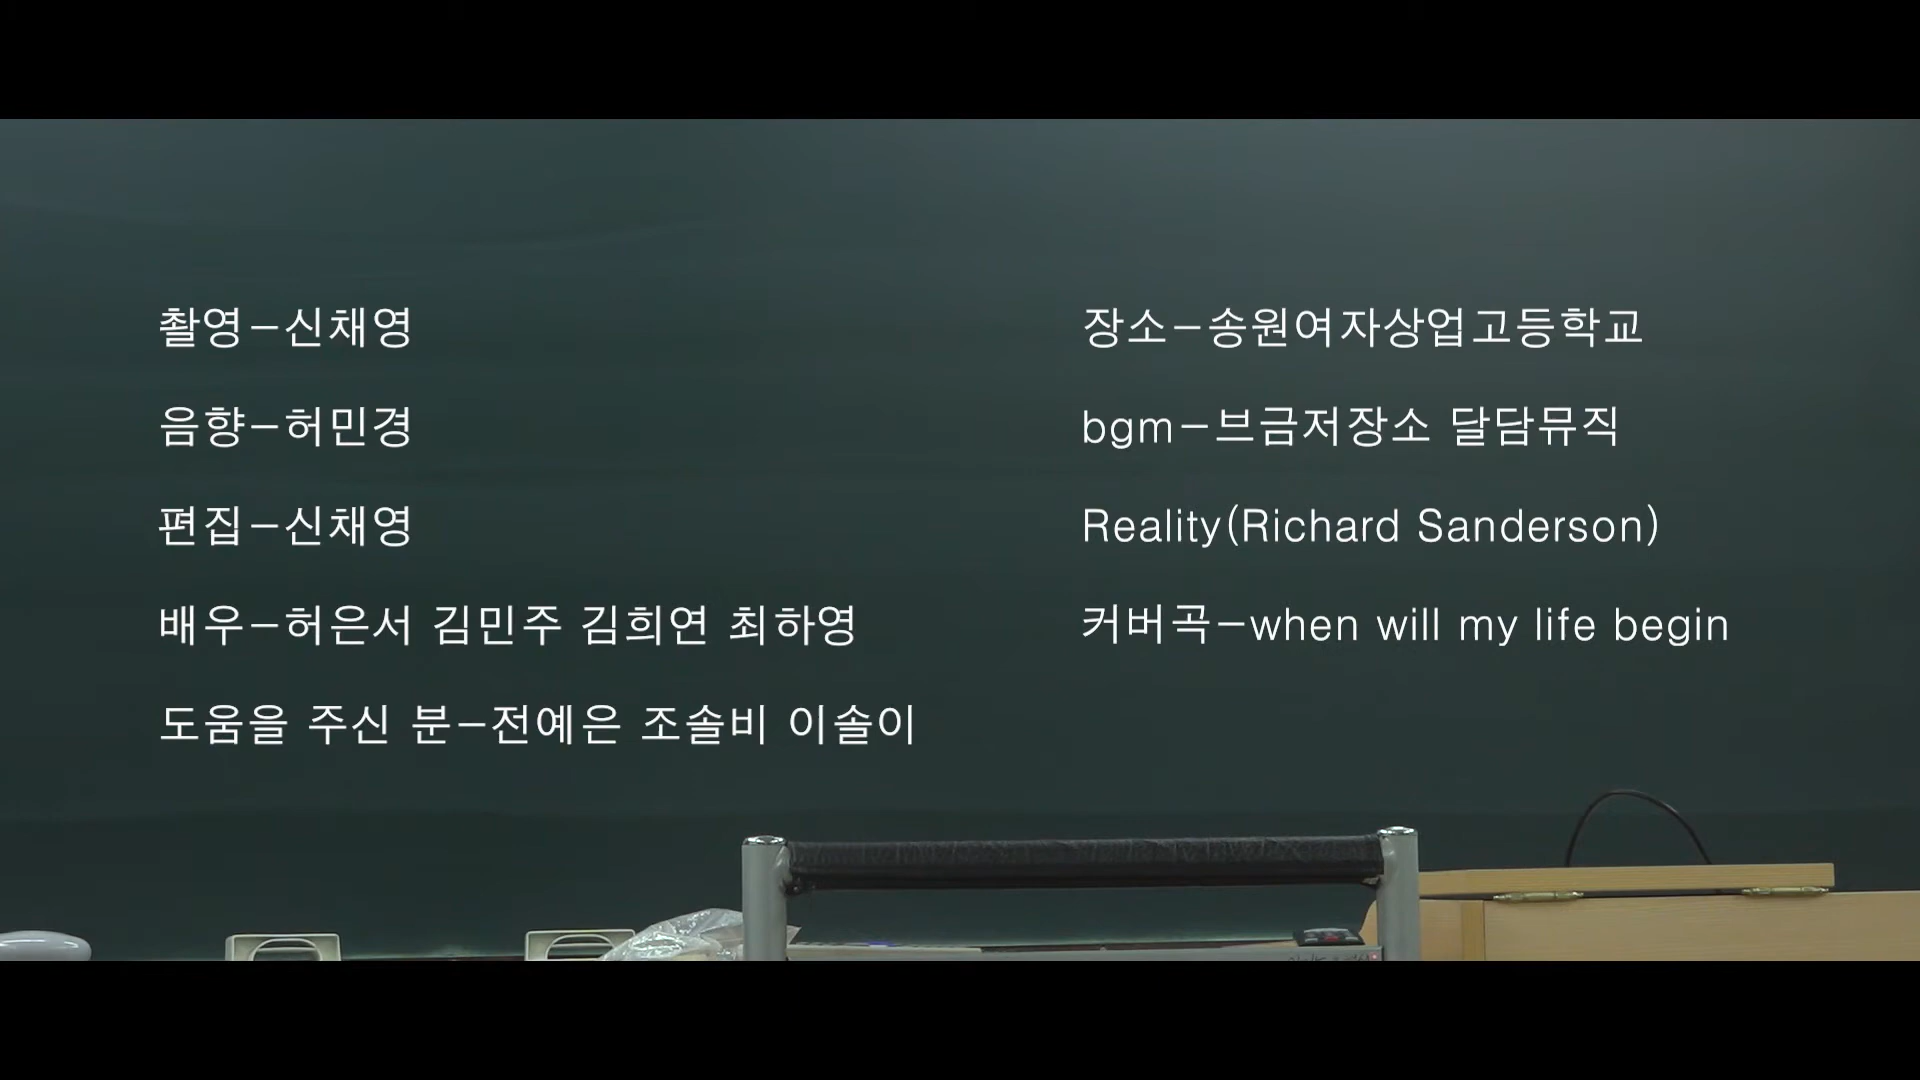 촬영-신채영
음향-허민경
편집-신채영
배우-허은서 김민주 김희연 최하영
도움을 주신 분-전예은 조솔비 이솔이
장소-송원여자상업고등학교
bgm-브금저장소 달담뮤직
Reality(Richard Sanderson)
커버곡-when will my life begin